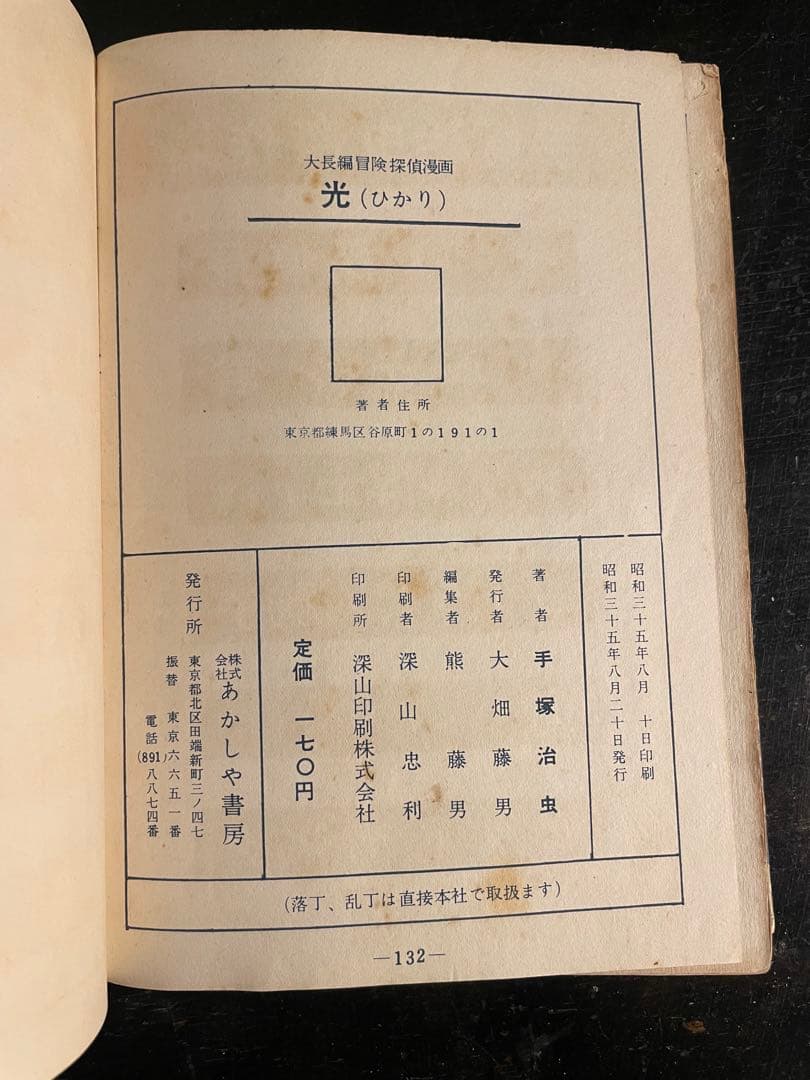 大長編冒険探偵漫画
光(ひかり)
著者住所
東京都練馬区谷原町1の191の1
昭和三十五年八月 十日印刷
昭和三十五年八月二十日発行
著者 手塚治虫
発行者 大畑藤男
編集者 熊藤男
印刷者 深山忠利
印刷所 深山印刷株式会社
定価 一七〇円
発行所
株式会社 あかしや書房
東京都北区田端新町三ノ四七
振替 東京六六五一番
電話(891)八八七四番
(落丁、乱丁は直接本社で取扱ます)
—132—